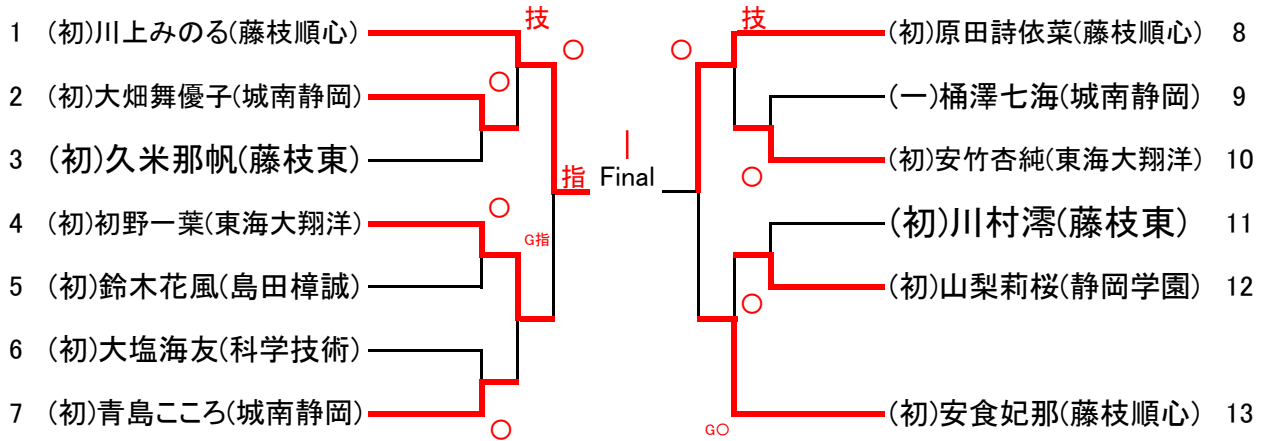 技
1 (初)川上みのる(藤枝順心) 〇
〇
2 (初)大畑舞優子(城南静岡)
3 (初)久米那帆(藤枝東)
指 Final
4 (初)初野一葉(東海大翔洋) 〇
G指
5 (初)鈴木花風(島田樟誠)
6 (初)大塩海友(科学技術)
7 (初)青島こころ(城南静岡)
〇
技
〇 (初)原田詩依菜(藤枝順心) 8
(一)桶澤七海(城南静岡) 9
(初)安竹杏純(東海大翔洋) 10
〇
(初)川村澪(藤枝東) 11
(初)山梨莉桜(静岡学園) 12
〇
(初)安食妃那(藤枝順心) 13
G〇